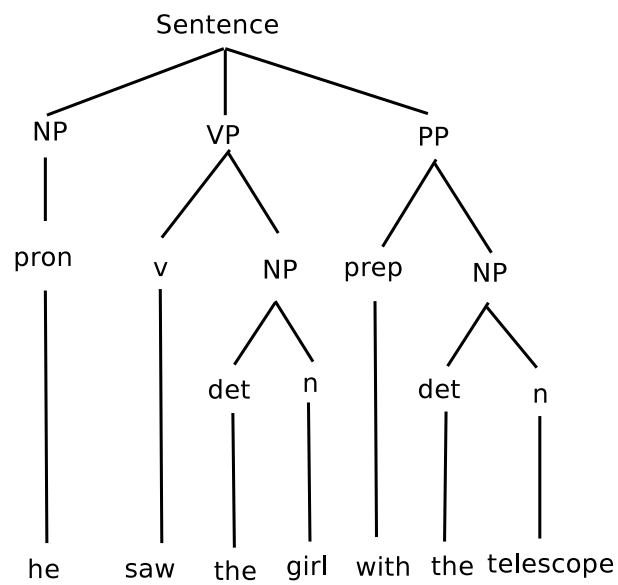 Sentence
NP VP PP
pron v NP prep NP
det n det n
he saw the girl with the telescope